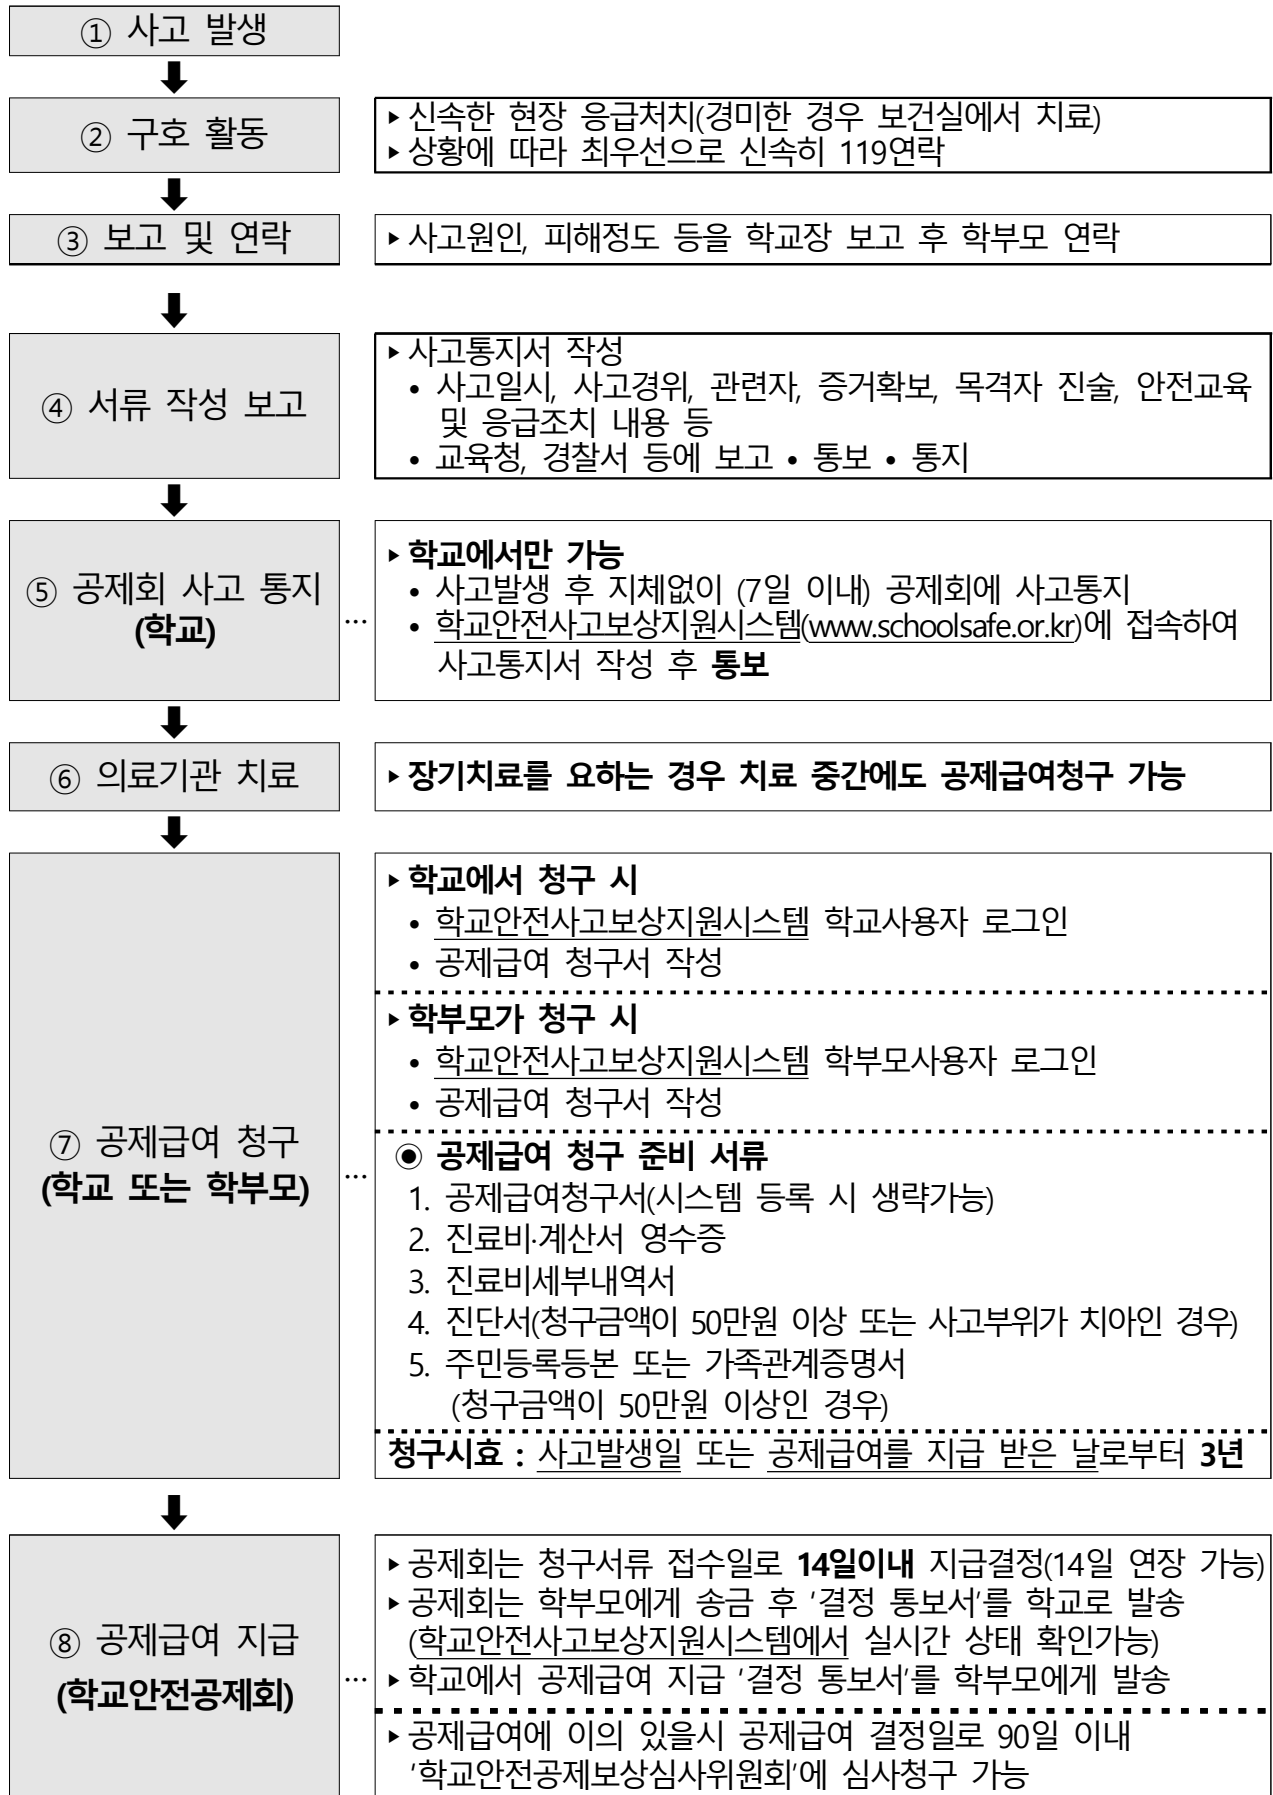 ① 사고 발생
② 구호 활동
▸신속한 현장 응급처치(경미한 경우 보건실에서 치료)
▸상황에 따라 최우선으로 신속히 119연락
③ 보고 및 연락
▸사고원인, 피해정도 등을 학교장 보고 후 학부모 연락
④ 서류 작성 보고
▸사고통지서 작성
• 사고일시, 사고경위, 관련자, 증거확보, 목격자 진술, 안전교육
및 응급조치 내용 등
• 교육청, 경찰서 등에 보고 • 통보 • 통지
⑤ 공제회 사고 통지
(학교)
…
▸학교에서만 가능
• 사고발생 후 지체없이 (7일 이내) 공제회에 사고통지
• 학교안전사고보상지원시스템(www.schoolsafe.or.kr)에 접속하여
사고통지서 작성 후 통보
⑥ 의료기관 치료
▸장기치료를 요하는 경우 치료 중간에도 공제급여청구 가능
⑦ 공제급여 청구
(학교 또는 학부모)
…
▸학교에서 청구 시
• 학교안전사고보상지원시스템 학교사용자 로그인
• 공제급여 청구서 작성
▸학부모가 청구 시
• 학교안전사고보상지원시스템 학부모사용자 로그인
• 공제급여 청구서 작성
◉ 공제급여 청구 준비 서류
1. 공제급여청구서(시스템 등록 시 생략가능)
2. 진료비·계산서 영수증
3. 진료비세부내역서
4. 진단서(청구금액이 50만원 이상 또는 사고부위가 치아인 경우)
5. 주민등록등본 또는 가족관계증명서
(청구금액이 50만원 이상인 경우)
청구시효 : 사고발생일 또는 공제급여를 지급 받은 날로부터 3년
⑧ 공제급여 지급
(학교안전공제회)
…
▸공제회는 청구서류 접수일로 14일이내 지급결정(14일 연장 가능)
▸공제회는 학부모에게 송금 후 '결정 통보서'를 학교로 발송
(학교안전사고보상지원시스템에서 실시간 상태 확인가능)
▸학교에서 공제급여 지급 '결정 통보서'를 학부모에게 발송
▸공제급여에 이의 있을시 공제급여 결정일로 90일 이내
'학교안전공제보상심사위원회'에 심사청구 가능